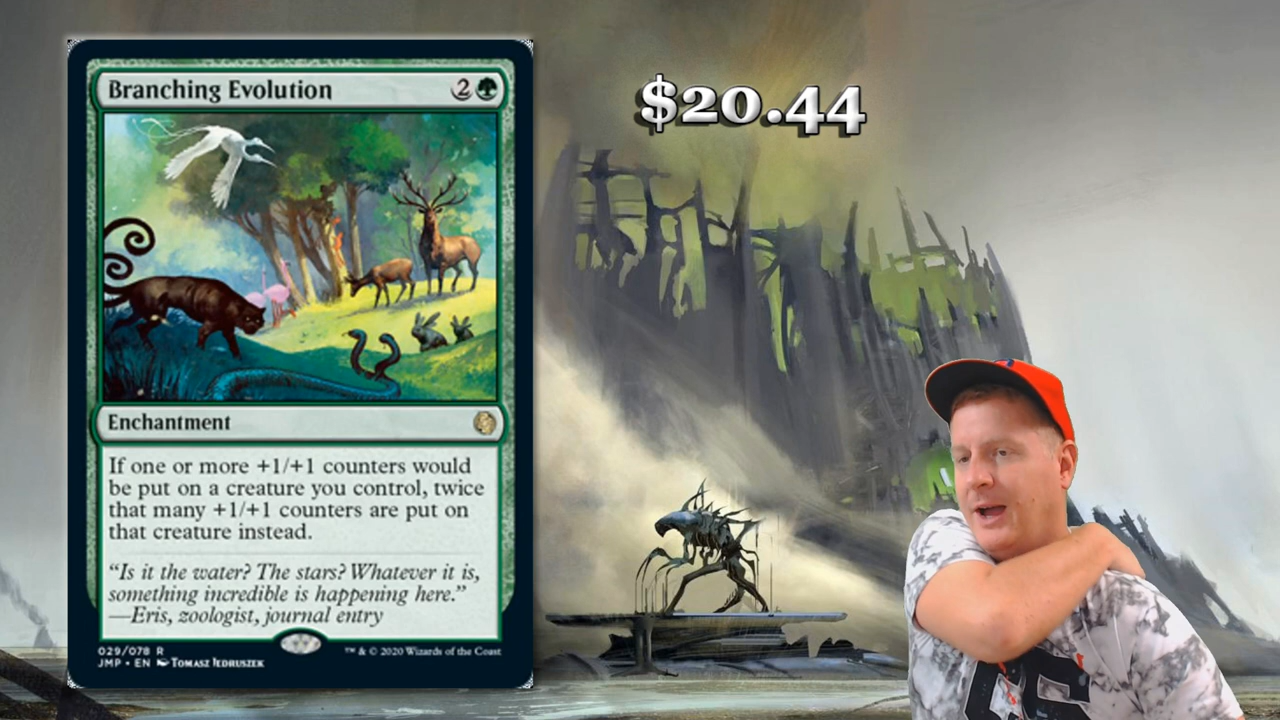 Branching Evolution 2
$20.44
Enchantment
If one or more +1/+1 counters would
be put on a creature you control, twice
that many +1/+1 counters are put on
that creature instead.
“Is it the water? The stars? Whatever it is,
something incredible is happening here.”
—Eris, zoologist, journal entry
029/078 R
JMP • EN Tomasz Jedruszek
™ & © 2020 Wizards of the Coast